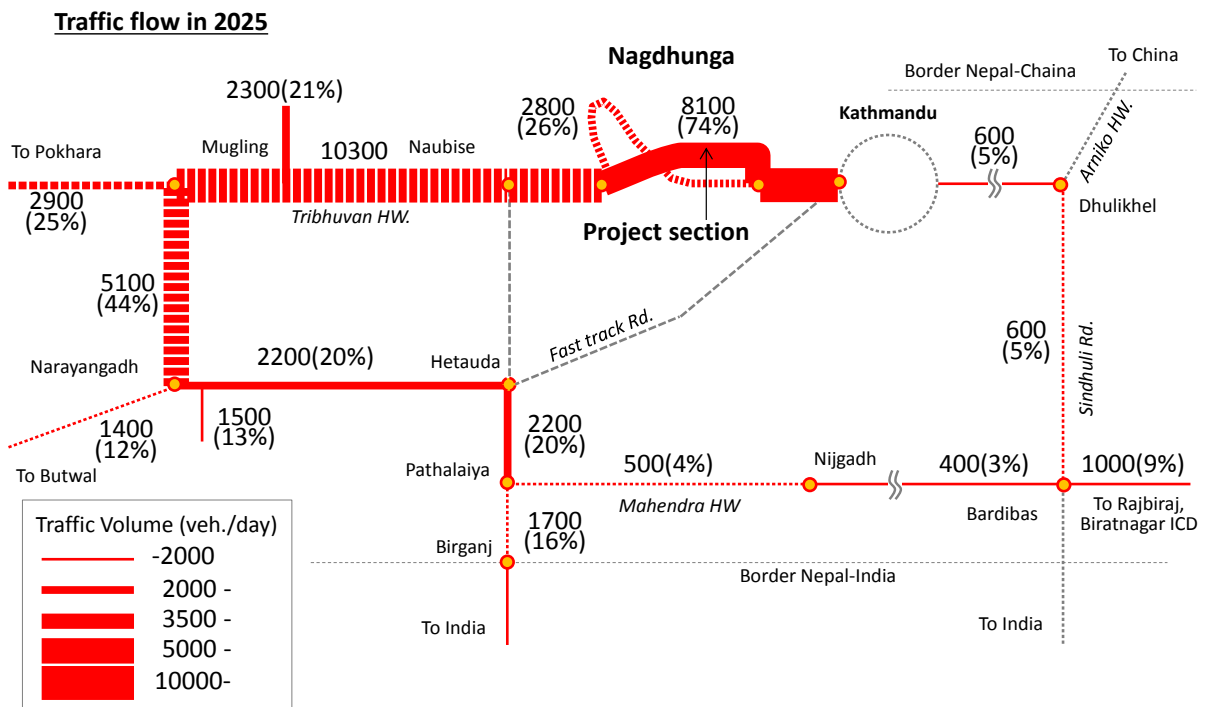 Traffic flow in 2025
Nagdhunga
To China
Border Nepal-Chaina
2300(21%)
2800
(26%)
8100
(74%)
Kathmandu
600
(5%)
Arniko HW.
To Pokhara
Mugling
10300
Naubise
2900
(25%)
Tribhuvan HW.
Project section
Dhulikhel
5100
(44%)
Fast track Rd.
600
(5%)
Sindhuli Rd.
Narayangadh
2200(20%)
Hetauda
1400
(12%)
1500
(13%)
2200
(20%)
To Butwal
Pathalaiya
500(4%)
Nijgadh
400(3%)
1000(9%)
Mahendra HW
Bardibas
To Rajbiraj,
Biratnagar ICD
1700
(16%)
Birganj
Border Nepal-India
To India
To India
Traffic Volume (veh./day)
-2000
2000 -
3500 -
5000 -
10000-